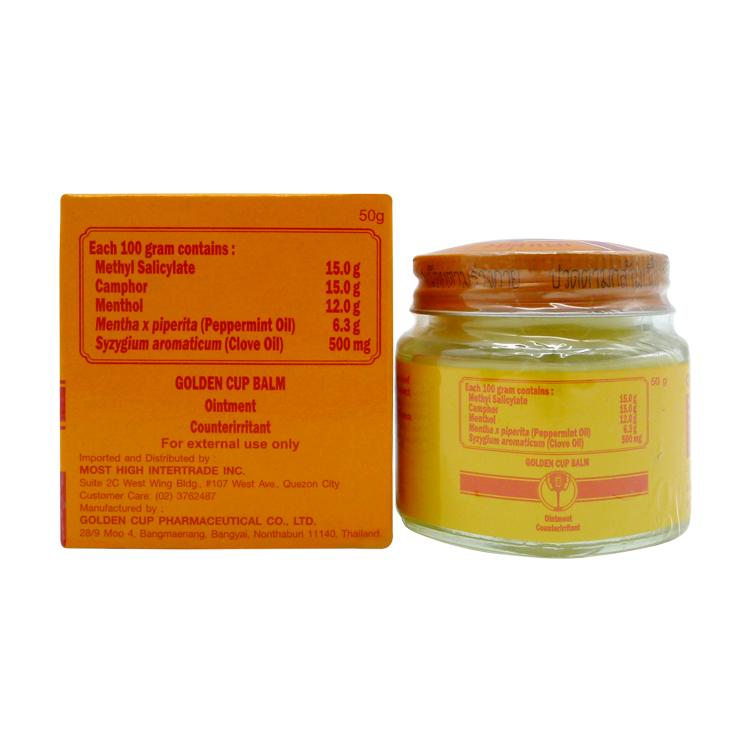 50g
Each 100 gram contains :
Methyl Salicylate 15.0 g
Camphor 15.0 g
Menthol 12.0 g
Mentha x piperita (Peppermint Oil) 6.3 g
Syzygium aromaticum (Clove Oil) 500 mg
GOLDEN CUP BALM
Ointment
Counterirritant
For external use only
Imported and Distributed by :
MOST HIGH INTERTRADE INC.
Suite 2C West Wing Bldg., #107 West Ave., Quezon City
Customer Care: (02) 3762487
Manufactured by :
GOLDEN CUP PHARMACEUTICAL CO., LTD.
28/9 Moo 4, Bangmaenang, Bangyai, Nonthaburi 11140, Thailand.
50 g
Each 100 gram contains :
Methyl Salicylate 15.0 g
Camphor 15.0 g
Menthol 12.0 g
Mentha x piperita (Peppermint Oil) 6.3 g
Syzygium aromaticum (Clove Oil) 500 mg
GOLDEN CUP BALM
Ointment
Counterirritant